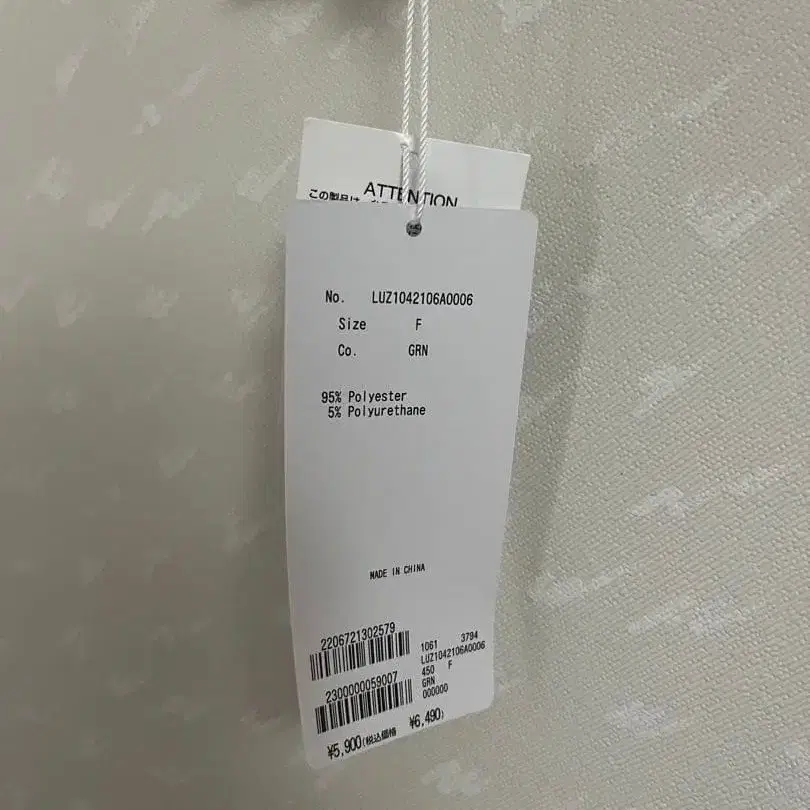 ATTENTION
この製品は
No. LUZ1042106A0006
Size F
Co. GRN
95% Polyester
5% Polyurethane
MADE IN CHINA
2206721302579
1061 3794
LUZ1042106A0006
450 F
GRN
000000
2300000059007
¥5,900(税込価格 ¥6,490)